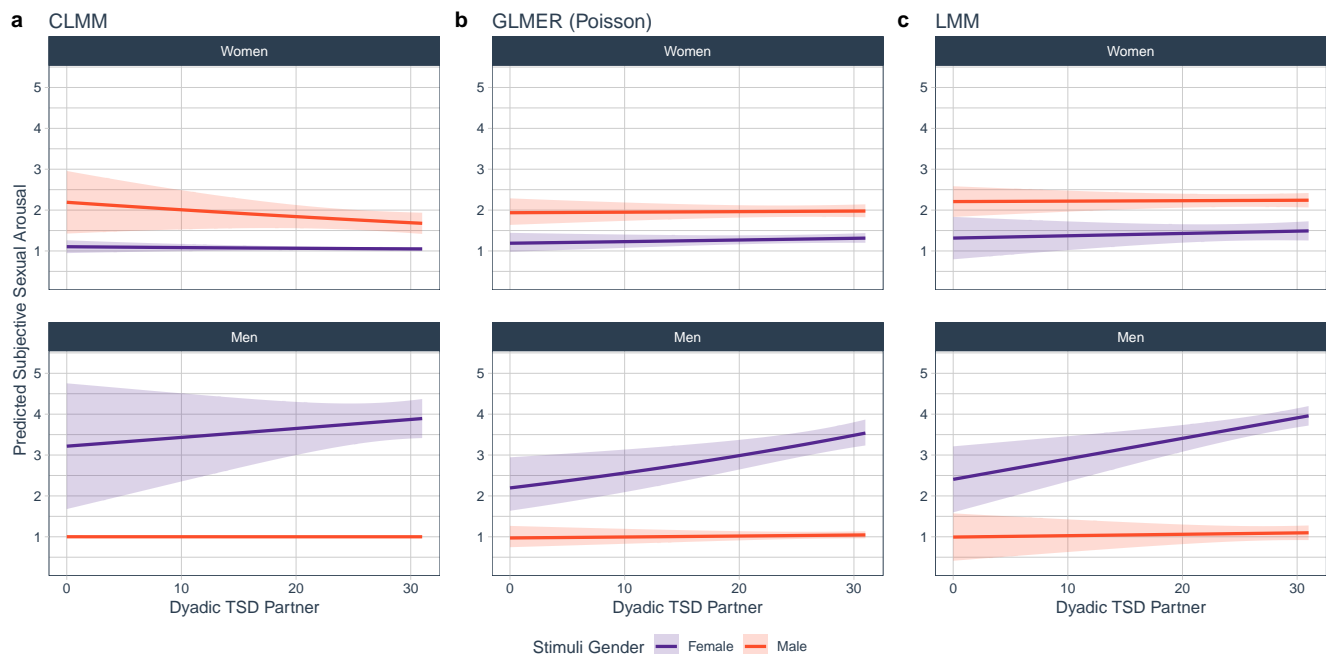 a CLMM
Women
5
4
3
2
1
Men
5
4
3
2
1
0 10 20 30
Dyadic TSD Partner
Predicted Subjective Sexual Arousal
b GLMER (Poisson)
Women
5
4
3
2
1
Men
5
4
3
2
1
0 10 20 30
Dyadic TSD Partner
c LMM
Women
5
4
3
2
1
Men
5
4
3
2
1
0 10 20 30
Dyadic TSD Partner
Stimuli Gender Female Male